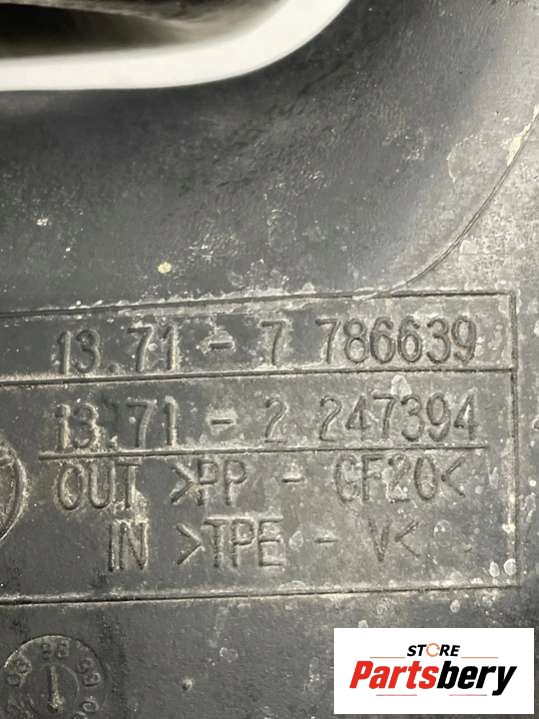 13.71 - 7 786639
13.71 - 2 247394
OUT >PP - GF20<
IN >TPE - V<
STORE
Partsbery